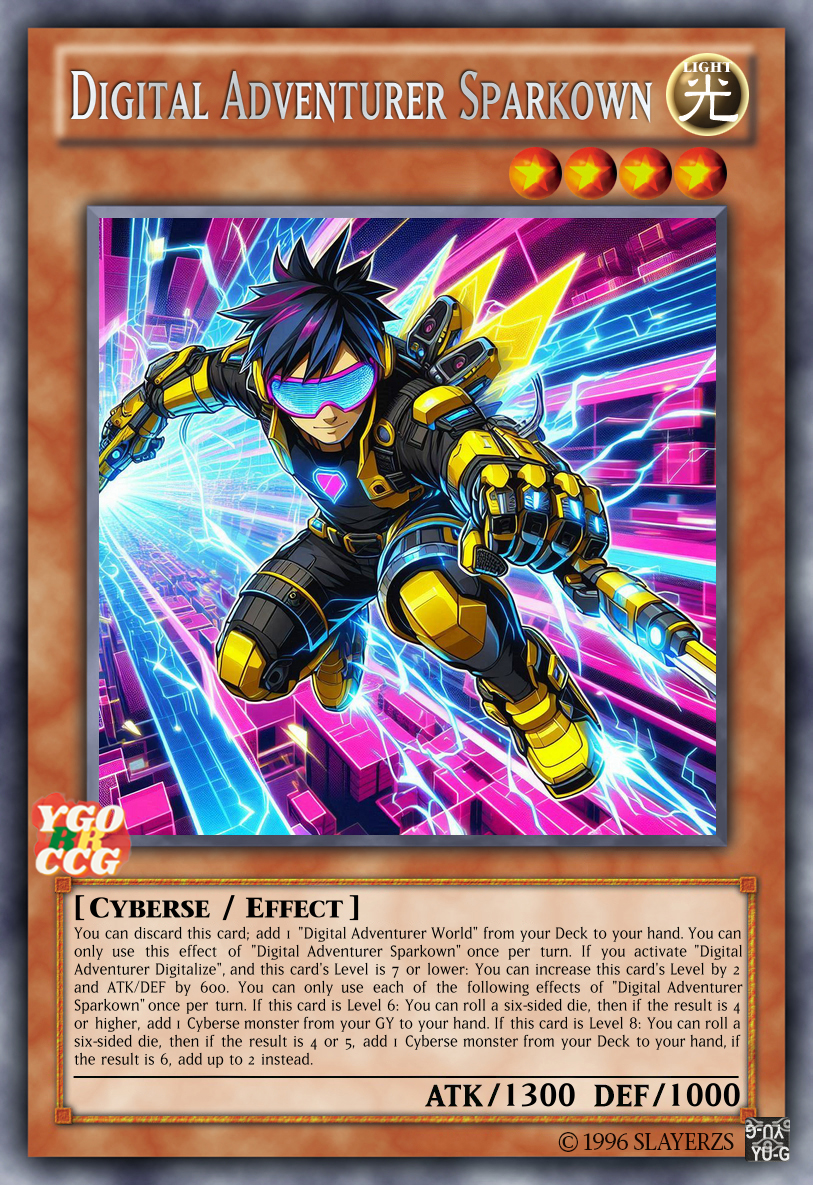 Digital Adventurer Sparkown
LIGHT
光
YGO
RR
CCG
[ Cyberse / Effect ]
You can discard this card; add 1 "Digital Adventurer World" from your Deck to your hand. You can
only use this effect of "Digital Adventurer Sparkown" once per turn. If you activate "Digital
Adventurer Digitalize", and this card's Level is 7 or lower: You can increase this card's Level by 2
and ATK/DEF by 600. You can only use each of the following effects of "Digital Adventurer
Sparkown" once per turn. If this card is Level 6: You can roll a six-sided die, then if the result is 4
or higher, add 1 Cyberse monster from your GY to your hand. If this card is Level 8: You can roll a
six-sided die, then if the result is 4 or 5, add 1 Cyberse monster from your Deck to your hand, if
the result is 6, add up to 2 instead.
ATK/1300 DEF/1000
© 1996 SLAYERZS
YU-G
YU-G